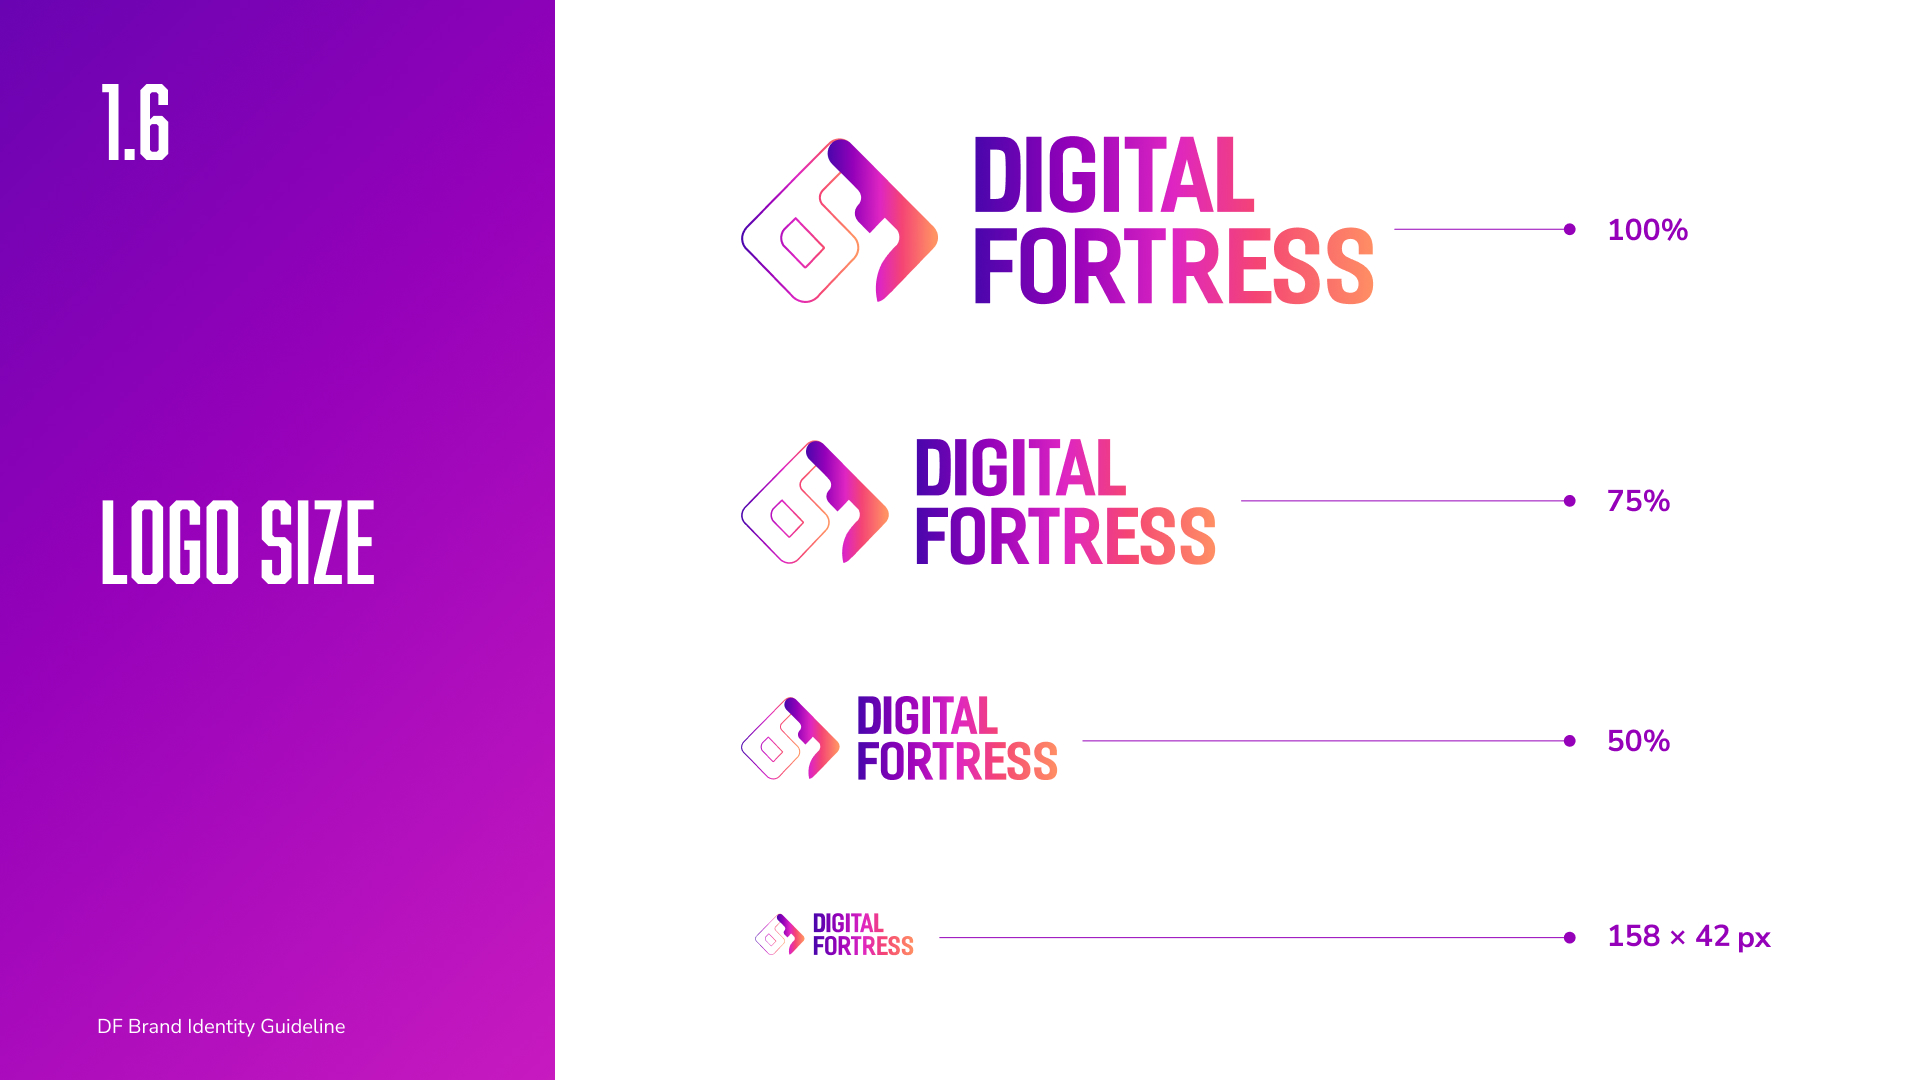 1.6
LOGO SIZE
DF Brand Identity Guideline
DIGITAL
FORTRESS
100%
DIGITAL
FORTRESS
75%
DIGITAL
FORTRESS
50%
DIGITAL
FORTRESS
158 × 42 px